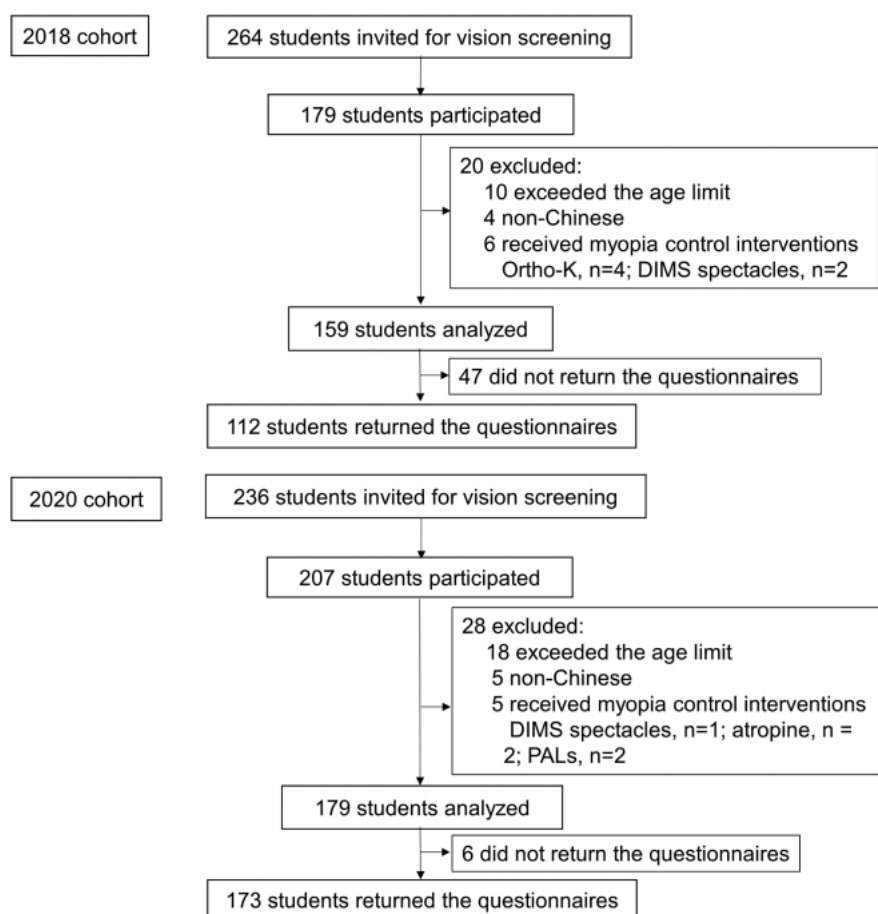 2018 cohort
264 students invited for vision screening
179 students participated
20 excluded:
10 exceeded the age limit
4 non-Chinese
6 received myopia control interventions
Ortho-K, n=4; DIMS spectacles, n=2
159 students analyzed
47 did not return the questionnaires
112 students returned the questionnaires
2020 cohort
236 students invited for vision screening
207 students participated
28 excluded:
18 exceeded the age limit
5 non-Chinese
5 received myopia control interventions
DIMS spectacles, n=1; atropine, n =
2; PALs, n=2
179 students analyzed
6 did not return the questionnaires
173 students returned the questionnaires